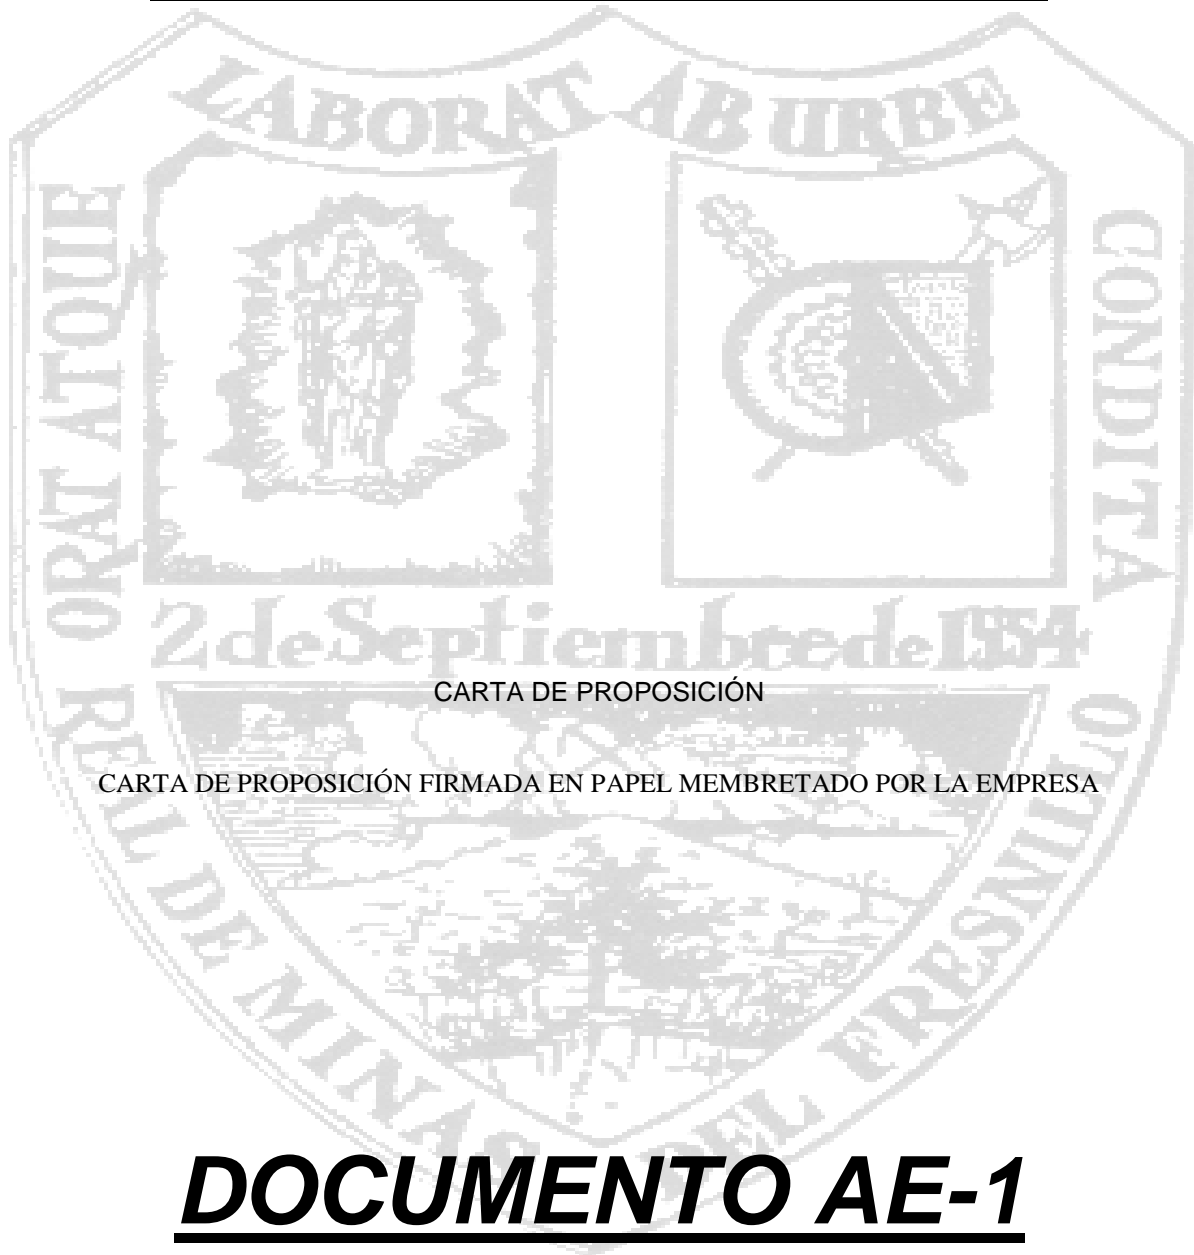 LABORAT AB URBE
CONDITA
ORAT ATQUE
2 de Septiembre de 1554
CARTA DE PROPOSICIÓN
CARTA DE PROPOSICIÓN FIRMADA EN PAPEL MEMBRETADO POR LA EMPRESA
REAL DE MINAS DEL FRESNILLO
DOCUMENTO AE-1